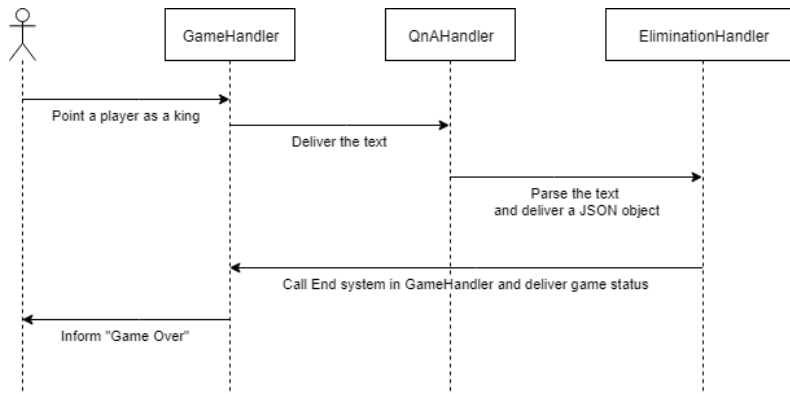 GameHandler
QnAHandler
EliminationHandler
Point a player as a king
Deliver the text
Parse the text
and deliver a JSON object
Call End system in GameHandler and deliver game status
Inform "Game Over"